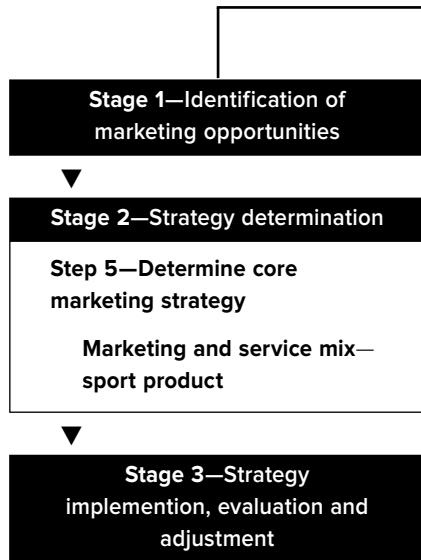 Stage 1—Identification of
marketing opportunities
Stage 2—Strategy determination
Step 5—Determine core
marketing strategy
Marketing and service mix—
sport product
Stage 3—Strategy
implemention, evaluation and
adjustment